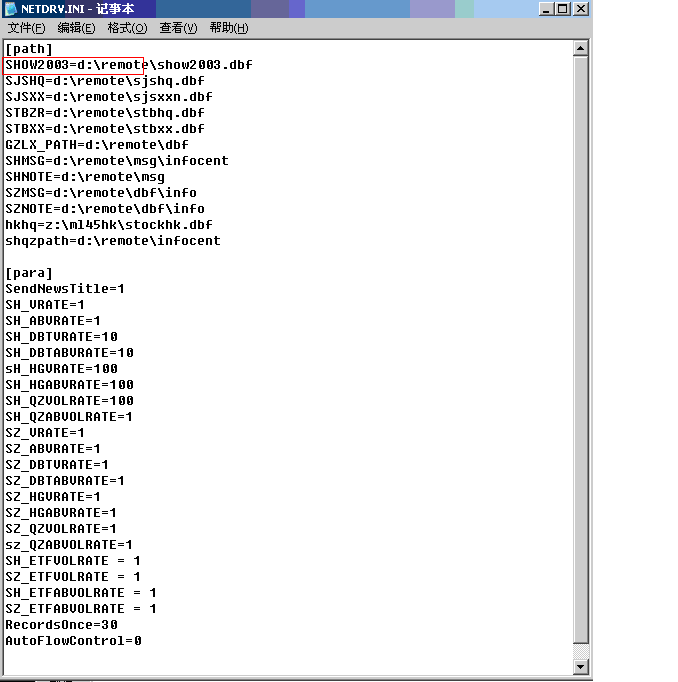 NETDRV.INI - 记事本
文件(F) 编辑(E) 格式(O) 查看(V) 帮助(H)
[path]
SHOW2003=d:\remote\show2003.dbf
SJSHQ=d:\remote\sjshq.dbf
SJSXX=d:\remote\sjsxxn.dbf
STBZR=d:\remote\stbhq.dbf
STBXX=d:\remote\stbxx.dbf
GZLX_PATH=d:\remote\dbf
SHMSG=d:\remote\msg\infocent
SHNOTE=d:\remote\msg
SZMSG=d:\remote\dbf\info
SZNOTE=d:\remote\dbf\info
hkhq=z:\ml45hk\stockhk.dbf
shqzpath=d:\remote\infocent
[para]
SendNewsTitle=1
SH_VRATE=1
SH_ABVRATE=1
SH_DBTVRATE=10
SH_DBTABVRATE=10
sH_HGVRATE=100
SH_HGABVRATE=100
SH_QZVOLRATE=100
SH_QZABVOLRATE=1
SZ_VRATE=1
SZ_ABVRATE=1
SZ_DBTVRATE=1
SZ_DBTABVRATE=1
SZ_HGVRATE=1
SZ_HGABVRATE=1
SZ_QZVOLRATE=1
sz_QZABVOLRATE=1
SH_ETFVOLRATE = 1
SZ_ETFVOLRATE = 1
SH_ETFABVOLRATE = 1
SZ_ETFABVOLRATE = 1
RecordsOnce=30
AutoFlowControl=0